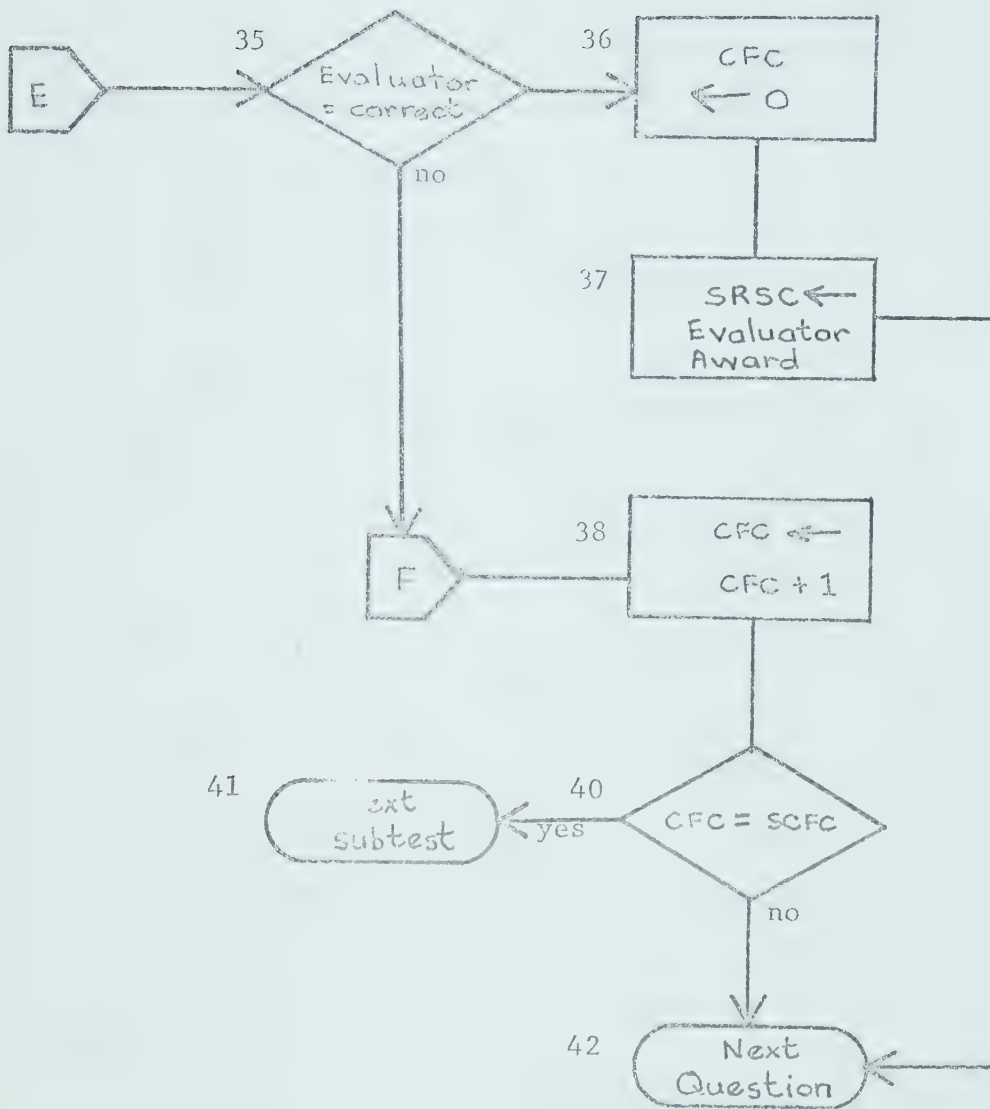 35
36
E
Evaluator
= correct
CFC
← O
no
37
SRSC ←
Evaluator
Award
38
F
CFC ←
CFC + 1
41
ext
subtest
yes
40
CFC = SCFC
no
42
Next
Question